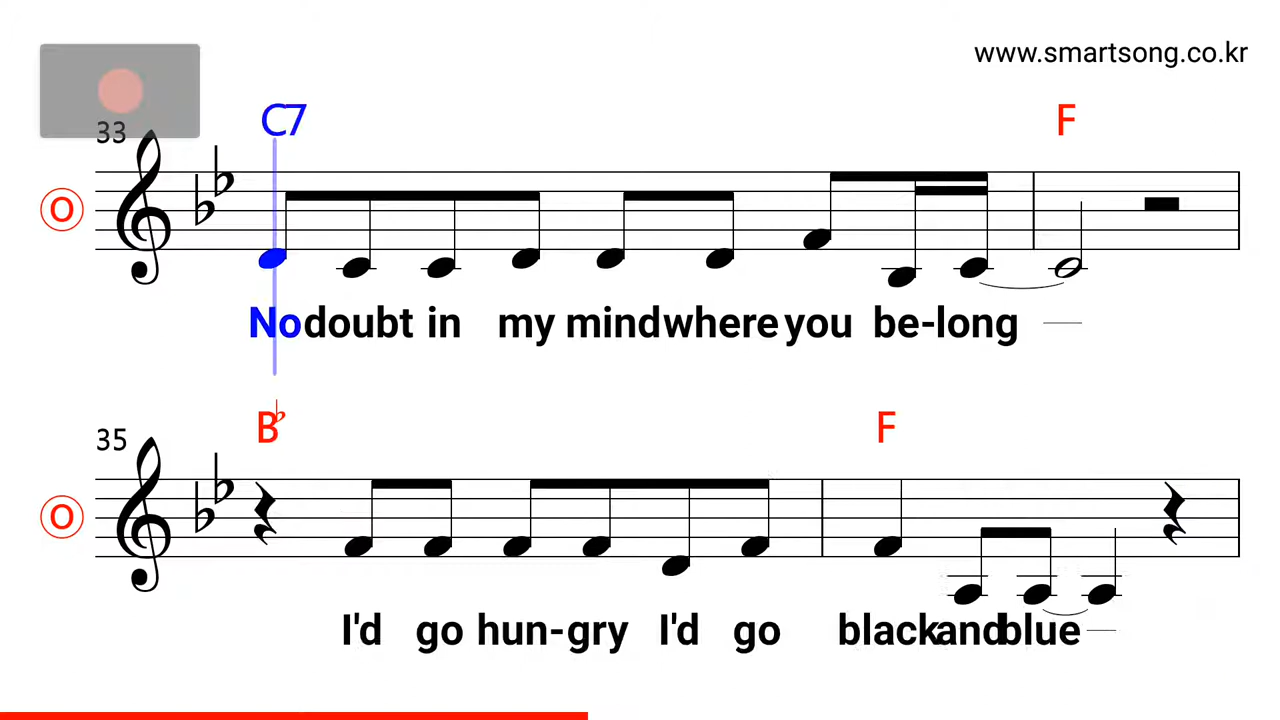 www.smartsong.co.kr
33
C7 F
O
No doubt in my mind where you be-long
35
B♭ F
O
I'd go hun-gry I'd go black and blue